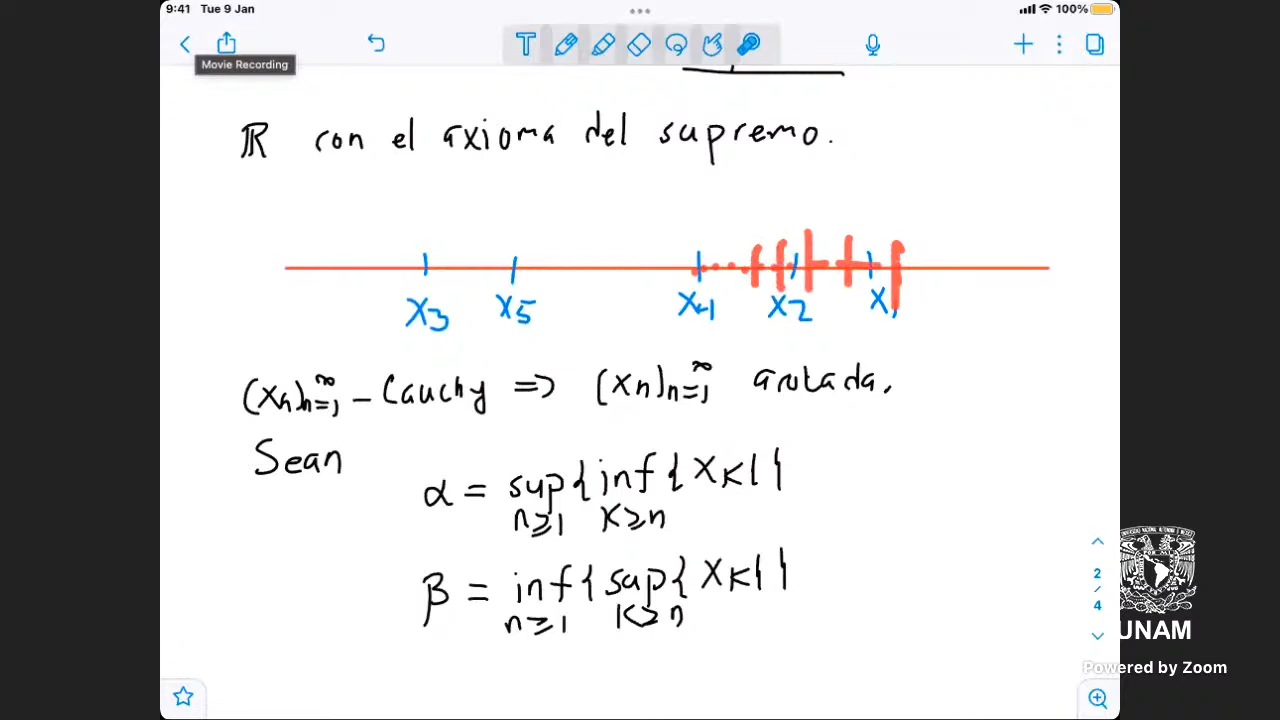 9:41 Tue 9 Jan
100%
Movie Recording
ℝ con el axioma del supremo.
x3 x5 x4 x2 x1
(xn)n=1^∞ - Cauchy => (xn)n=1^∞ acotada.
Sean
α = sup{inf{xK}}
n≥1 K≥n
β = inf{sup{xK}}
n≥1 K≥n
2
/
4
UNAM
Powered by Zoom